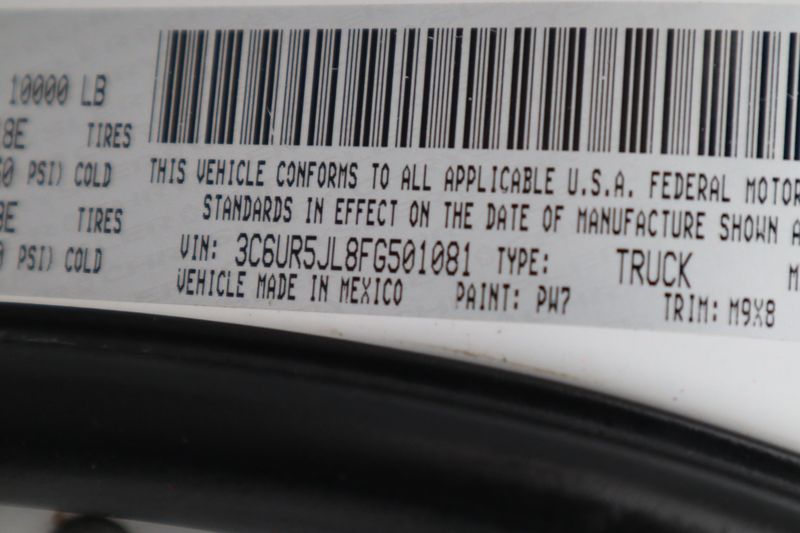 10000 LB
TIRES
PSI) COLD
TIRES
PSI) COLD
THIS VEHICLE CONFORMS TO ALL APPLICABLE U.S.A. FEDERAL MOTOR
STANDARDS IN EFFECT ON THE DATE OF MANUFACTURE SHOWN A
VIN: 3C6UR5JL8FG501081 TYPE: TRUCK M
VEHICLE MADE IN MEXICO PAINT: PW7 TRIM: M9X8